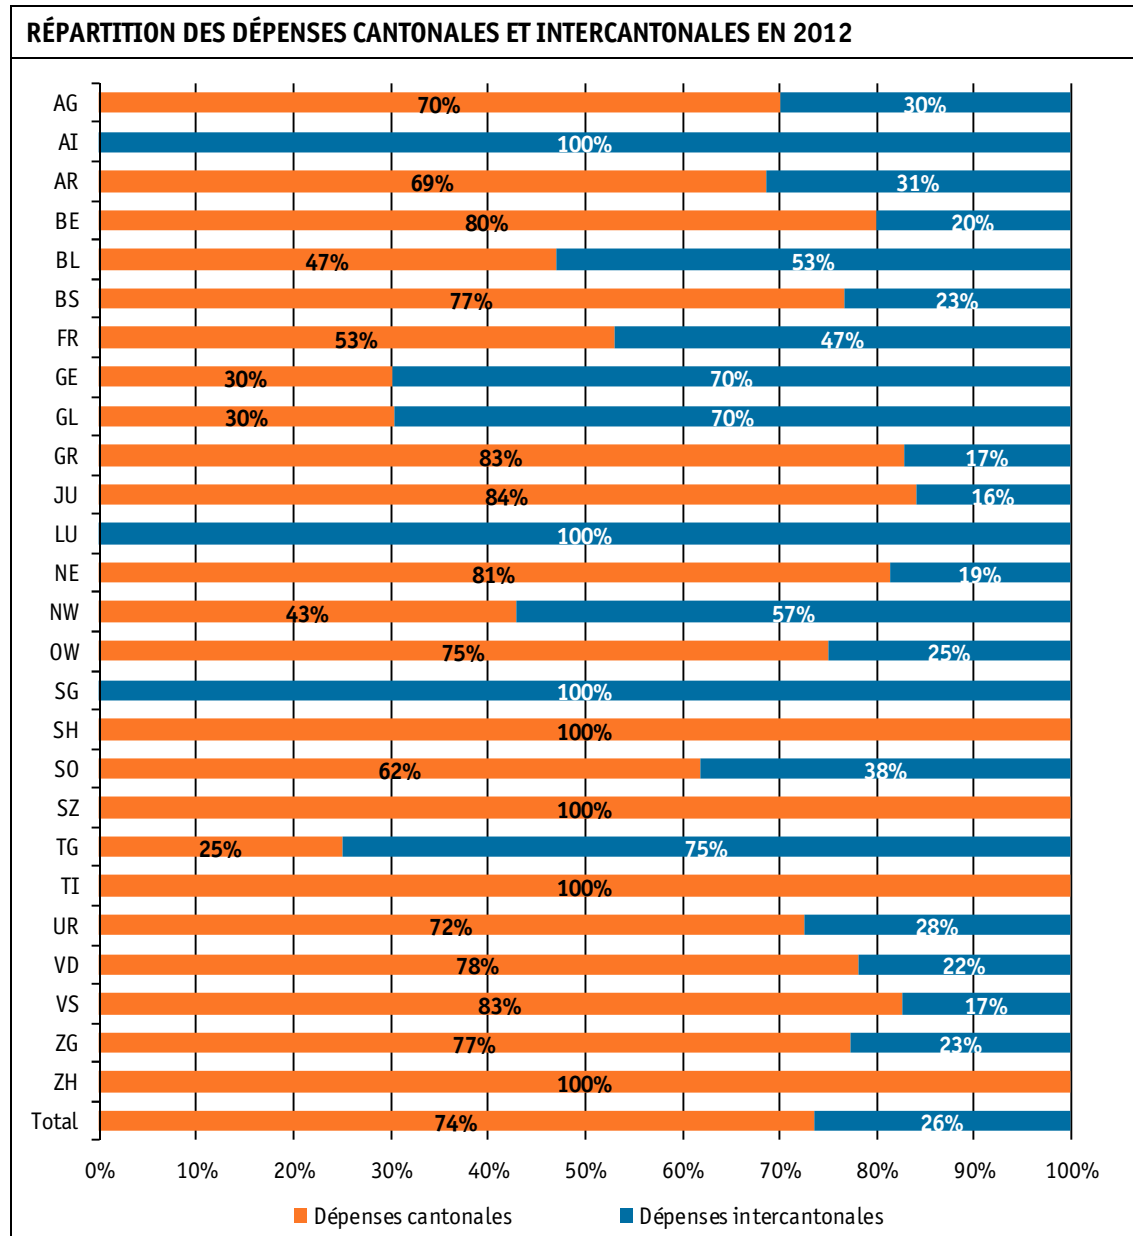 RÉPARTITION DES DÉPENSES CANTONALES ET INTERCANTONALES EN 2012
AG 70% 30%
AI 100%
AR 69% 31%
BE 80% 20%
BL 47% 53%
BS 77% 23%
FR 53% 47%
GE 30% 70%
GL 30% 70%
GR 83% 17%
JU 84% 16%
LU 100%
NE 81% 19%
NW 43% 57%
OW 75% 25%
SG 100%
SH 100%
SO 62% 38%
SZ 100%
TG 25% 75%
TI 100%
UR 72% 28%
VD 78% 22%
VS 83% 17%
ZG 77% 23%
ZH 100%
Total 74% 26%
0% 10% 20% 30% 40% 50% 60% 70% 80% 90% 100%
Dépenses cantonales Dépenses intercantonales